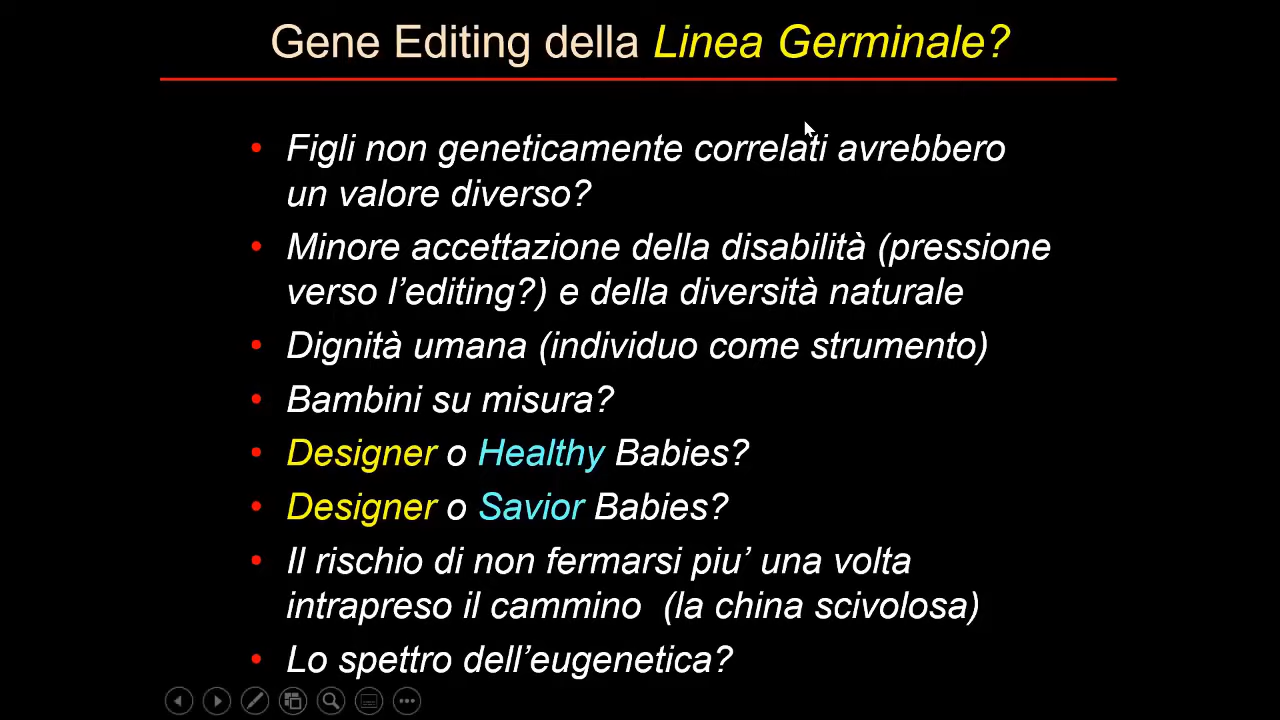 Gene Editing della Linea Germinale?
• Figli non geneticamente correlati avrebbero
un valore diverso?
• Minore accettazione della disabilità (pressione
verso l'editing?) e della diversità naturale
• Dignità umana (individuo come strumento)
• Bambini su misura?
• Designer o Healthy Babies?
• Designer o Savior Babies?
• Il rischio di non fermarsi piu' una volta
intrapreso il cammino (la china scivolosa)
• Lo spettro dell'eugenetica?